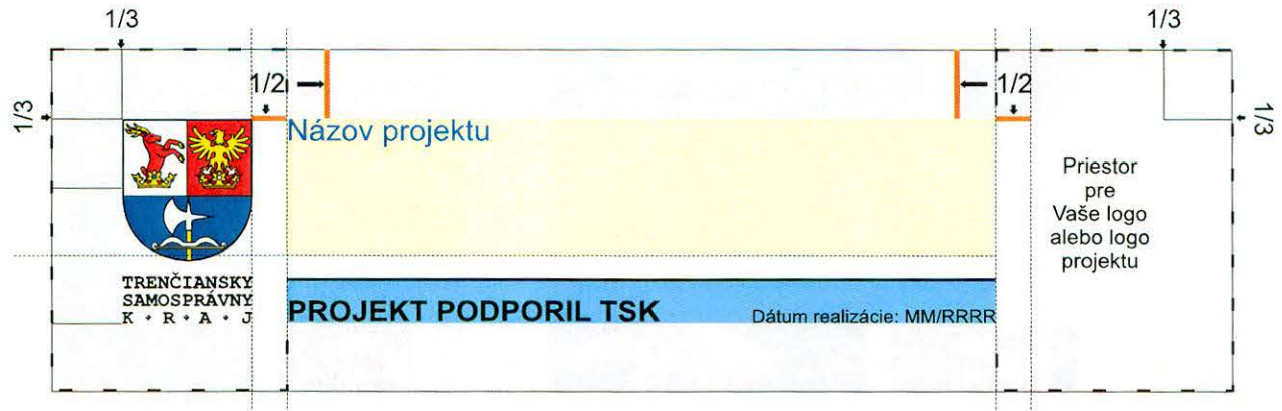 1/3
1/3
1/2
1/2
1/3
1/3
Názov projektu
Priestor
pre
Vaše logo
alebo logo
projektu
TRENČIANSKY
SAMOSPRÁVNY
K • R • A • J
PROJEKT PODPORIL TSK
Dátum realizácie: MM/RRRR